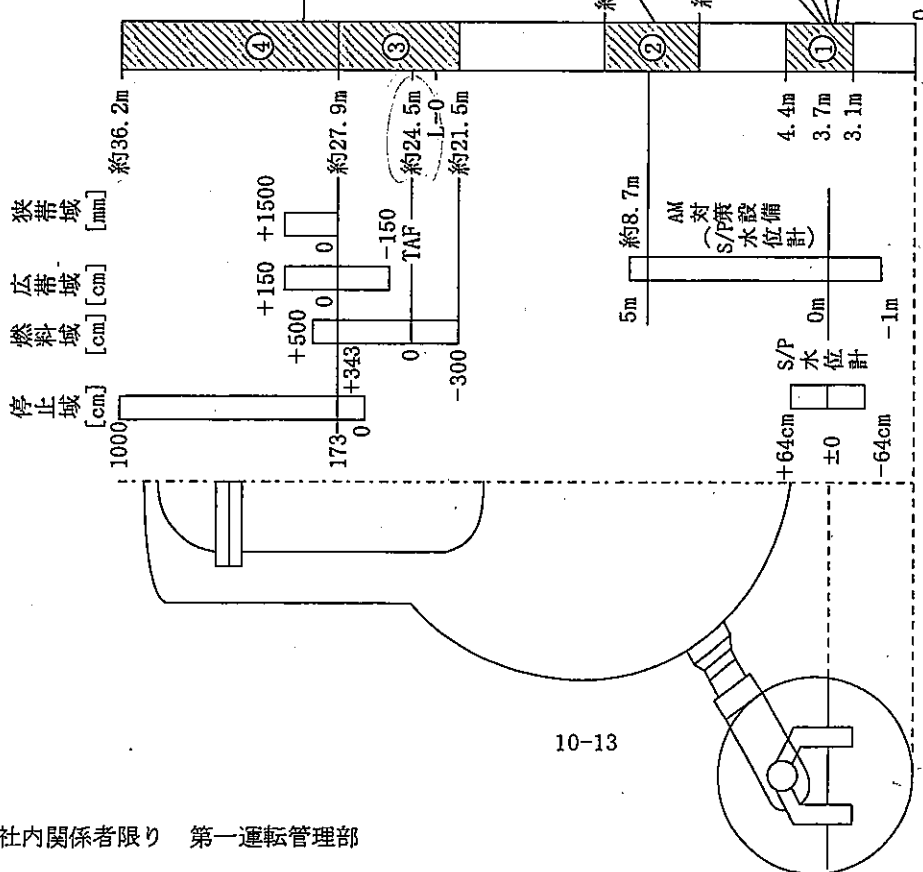 停止域
[cm]
燃料域
[cm]
広帯域
[cm]
狭帯域
[mm]
1000
173
0
+500
+343
0
-300
+150
0
-150
TAF
+1500
0
約36.2m
約27.9m
約24.5m
L=0
約21.5m
④
③
②
①
約8.7m
5m
AM対策設備
(S/P水位計)
0m
-1m
4.4m
3.7m
3.1m
S/P
水位計
+64cm
±0
-64cm
0
10-13
社内関係者限り 第一運転管理部